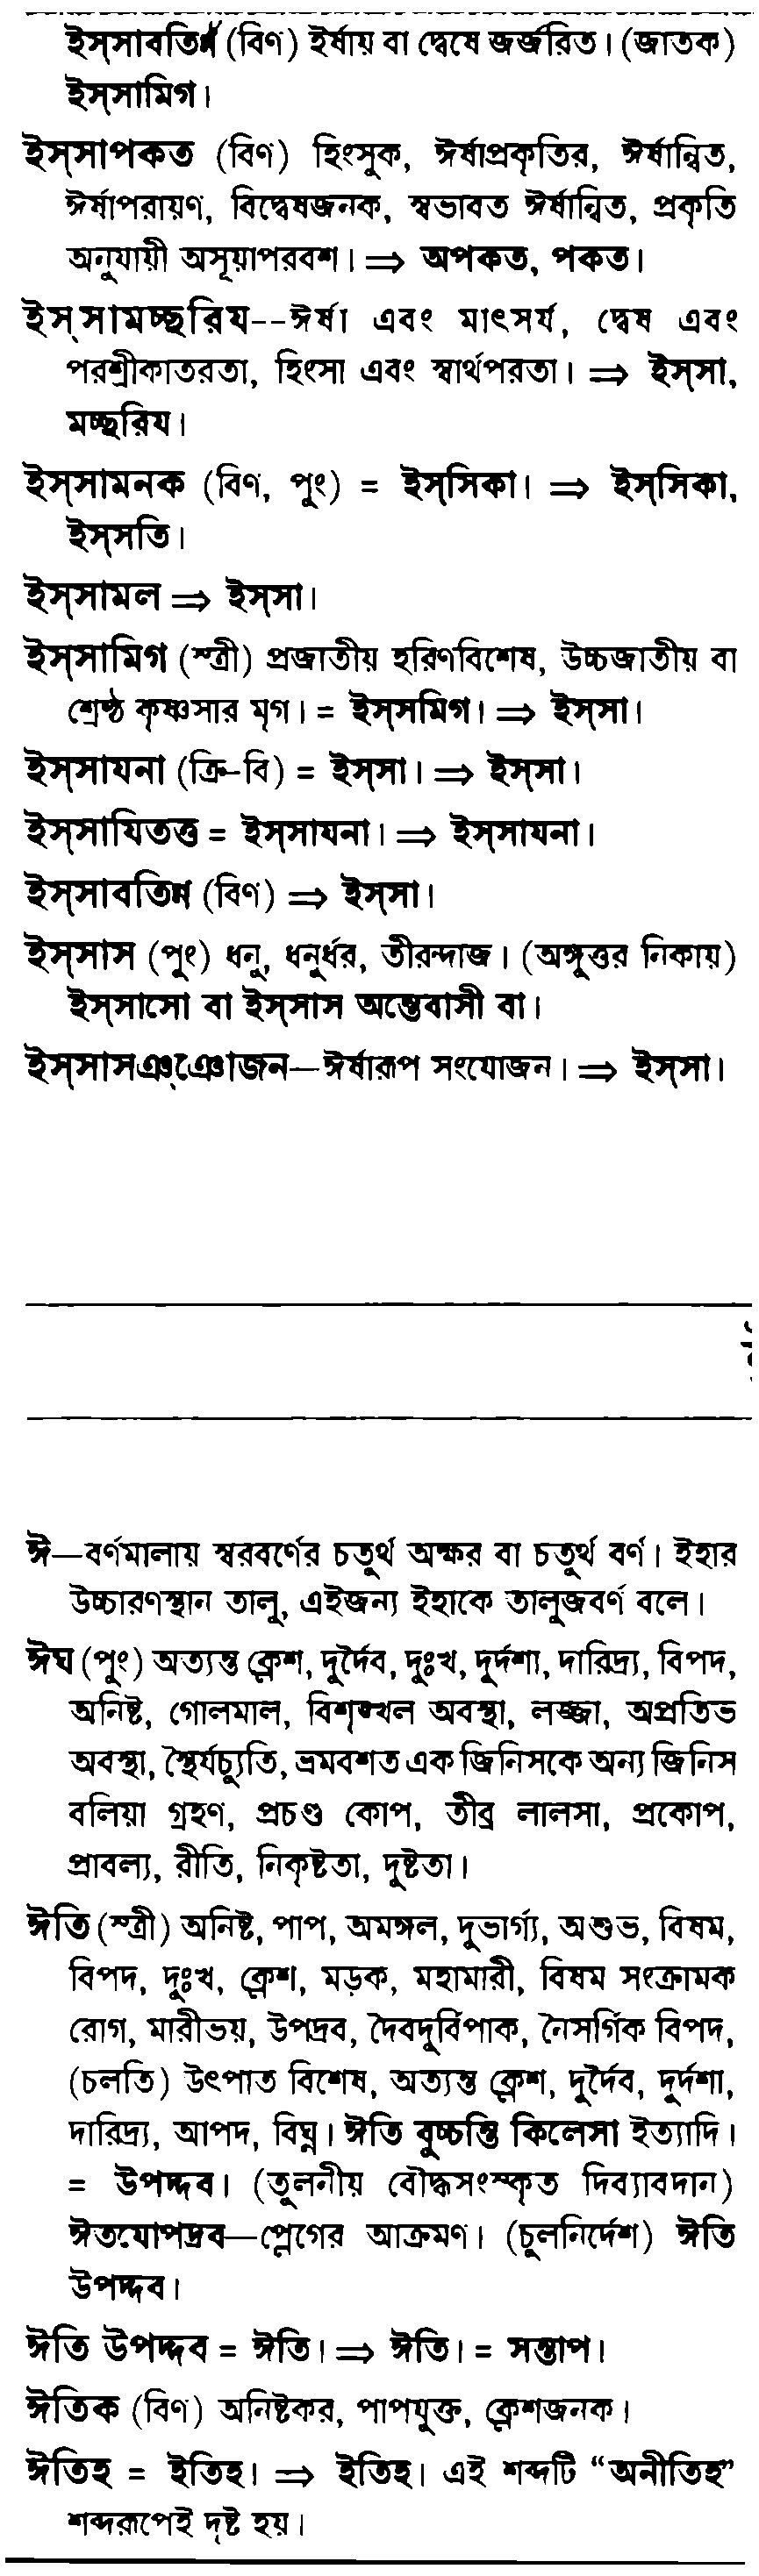 ইস্সাবতিন্ন (বিণ) ইর্ষায় বা দ্বেষে জর্জরিত। (জাতক)
ইস্সামিগ।
ইস্সাপকত (বিণ) হিংসুক, ঈর্ষাপ্রকৃতির, ঈর্ষান্বিত,
ঈর্ষাপরায়ণ, বিদ্বেষজনক, স্বভাবত ঈর্ষান্বিত, প্রকৃতি
অনুযায়ী অসূয়াপরবশ। ⇒ অপকত, পকত।
ইস্সামচ্ছরিয--ঈর্ষা এবং মাৎসর্য, দ্বেষ এবং
পরশ্রীকাতরতা, হিংসা এবং স্বার্থপরতা। ⇒ ইস্সা,
মচ্ছরিয।
ইস্সামনক (বিণ, পুং) = ইস্সিকা। ⇒ ইস্সিকা,
ইস্সতি।
ইস্সামল ⇒ ইস্সা।
ইস্সামিগ (স্ত্রী) প্রজাতীয় হরিণবিশেষ, উচ্চজাতীয় বা
শ্রেষ্ঠ কৃষ্ণসার মৃগ। = ইস্সমিগ। ⇒ ইস্সা।
ইস্সাযনা (ক্রি-বি) = ইস্সা। ⇒ ইস্সা।
ইস্সাযিতত্ত = ইস্সাযনা। ⇒ ইস্সাযনা।
ইস্সাবতিন্ন (বিণ) ⇒ ইস্সা।
ইস্সাস (পুং) ধনু, ধনুর্ধর, তীরন্দাজ। (অঙ্গুত্তর নিকায়)
ইস্সাসো বা ইস্সাস অন্তেবাসী বা।
ইস্সাসঞ্ঞোজন—ঈর্ষারূপ সংযোজন। ⇒ ইস্সা।
ঈ—বর্ণমালায় স্বরবর্ণের চতুর্থ অক্ষর বা চতুর্থ বর্ণ। ইহার
উচ্চারণস্থান তালু, এইজন্য ইহাকে তালুজবর্ণ বলে।
ঈঘ (পুং) অত্যন্ত ক্লেশ, দুর্দৈব, দুঃখ, দুর্দশা, দারিদ্র্য, বিপদ,
অনিষ্ট, গোলমাল, বিশৃঙ্খল অবস্থা, লজ্জা, অপ্রতিভ
অবস্থা, স্থৈর্যচ্যুতি, ভ্রমবশত এক জিনিসকে অন্য জিনিস
বলিয়া গ্রহণ, প্রচণ্ড কোপ, তীব্র লালসা, প্রকোপ,
প্রাবল্য, রীতি, নিকৃষ্টতা, দুষ্টতা।
ঈতি (স্ত্রী) অনিষ্ট, পাপ, অমঙ্গল, দুভার্গ্য, অশুভ, বিষম,
বিপদ, দুঃখ, ক্লেশ, মড়ক, মহামারী, বিষম সংক্রামক
রোগ, মারীভয়, উপদ্রব, দৈবদুর্বিপাক, নৈসর্গিক বিপদ,
(চলতি) উৎপাত বিশেষ, অত্যন্ত ক্লেশ, দুর্দৈব, দুর্দশা,
দারিদ্র্য, আপদ, বিঘ্ন। ঈতি বুচ্চন্তি কিলেসা ইত্যাদি।
= উপদ্দব। (তুলনীয় বৌদ্ধসংস্কৃত দিব্যাবদান)
ঈতযোপদ্রব—প্লেগের আক্রমণ। (চুলনির্দেশ) ঈতি
উপদ্দব।
ঈতি উপদ্দব = ঈতি। ⇒ ঈতি। = সন্তাপ।
ঈতিক (বিণ) অনিষ্টকর, পাপযুক্ত, ক্লেশজনক।
ঈতিহ = ইতিহ। ⇒ ইতিহ। এই শব্দটি “অনীতিহ”
শব্দরূপেই দৃষ্ট হয়।